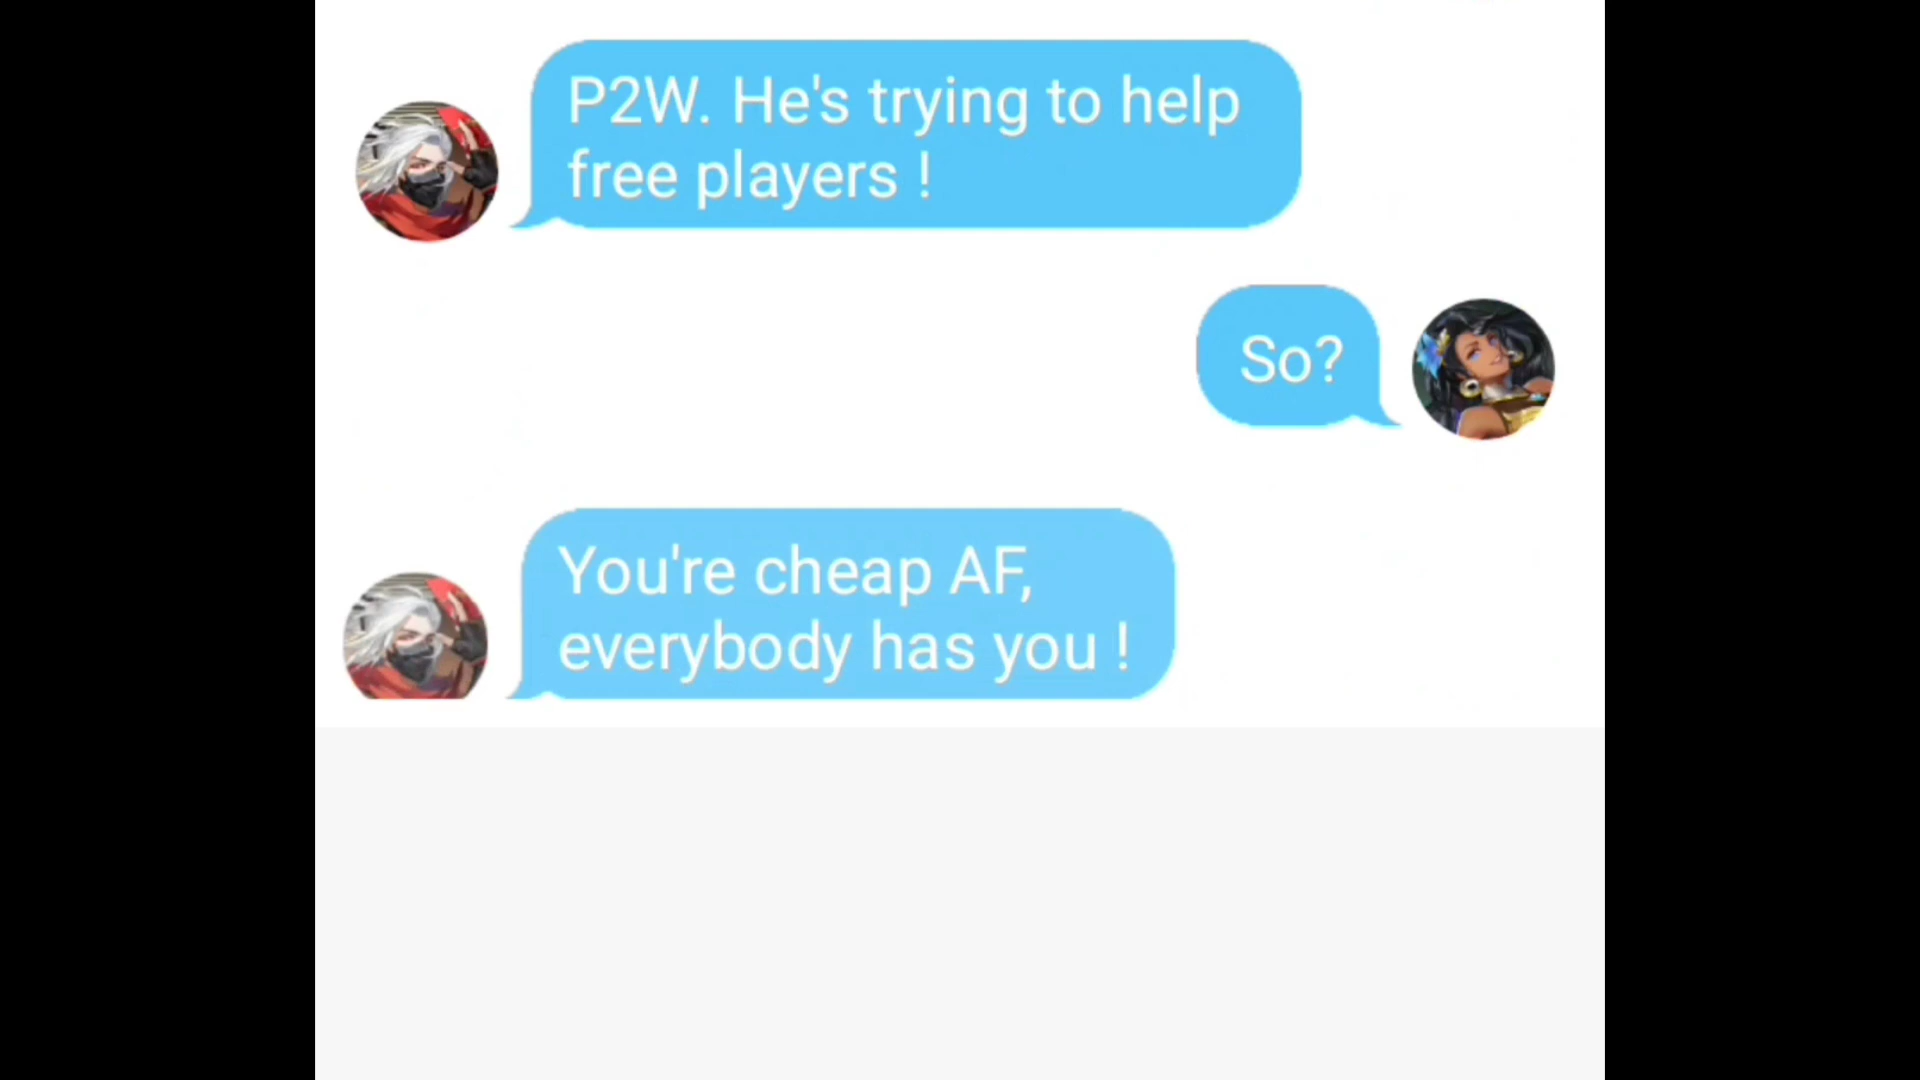 P2W. He's trying to help
free players !
So?
You're cheap AF,
everybody has you !